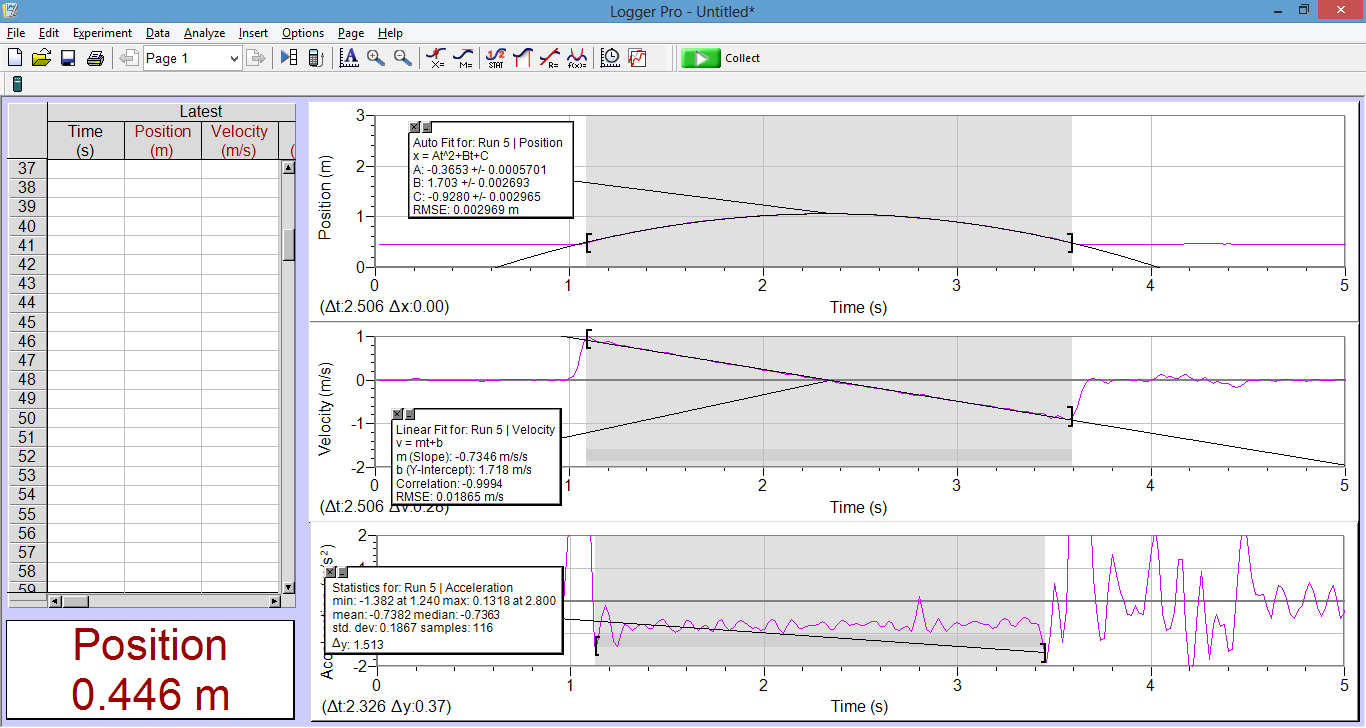 Logger Pro - Untitled*
File Edit Experiment Data Analyze Insert Options Page Help
Page 1
X= M= STAT R= f(x)= Collect
Latest
Time Position Velocity
(s) (m) (m/s) (
37
38
39
40
41
42
43
44
45
46
47
48
49
50
51
52
53
54
55
56
57
58
59
Position
0.446 m
Position (m)
3
2
1
0
Auto Fit for: Run 5 | Position
x = At^2+Bt+C
A: -0.3653 +/- 0.0005701
B: 1.703 +/- 0.002693
C: -0.9280 +/- 0.002965
RMSE: 0.002969 m
0 1 2 3 4 5
(Δt:2.506 Δx:0.00) Time (s)
Velocity (m/s)
1
0
-1
-2
Linear Fit for: Run 5 | Velocity
v = mt+b
m (Slope): -0.7346 m/s/s
b (Y-Intercept): 1.718 m/s
Correlation: -0.9994
RMSE: 0.01865 m/s
1 2 3 4 5
(Δt:2.506 Δv:0.28) Time (s)
2
-2
Statistics for: Run 5 | Acceleration
min: -1.382 at 1.240 max: 0.1318 at 2.800
mean: -0.7382 median: -0.7363
std. dev: 0.1867 samples: 116
Δy: 1.513
0 1 2 3 4 5
(Δt:2.326 Δy:0.37) Time (s)